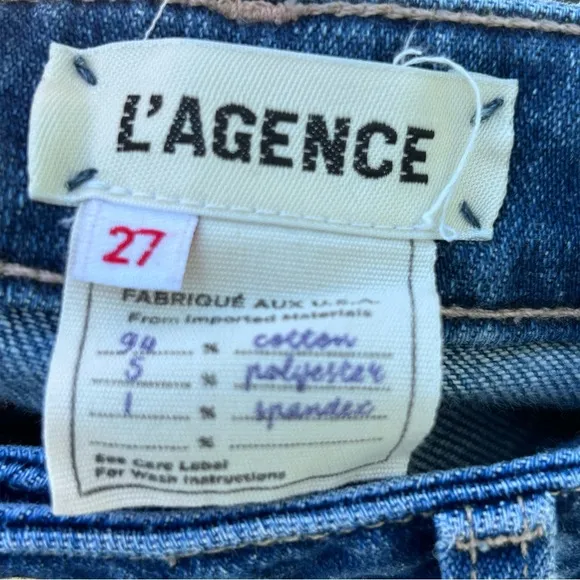 L'AGENCE
27
FABRIQUÉ AUX U.S.A.
From Imported Materials
94 % cotton
5 % polyester
1 % spandex
%
See Care Label
For Wash Instructions